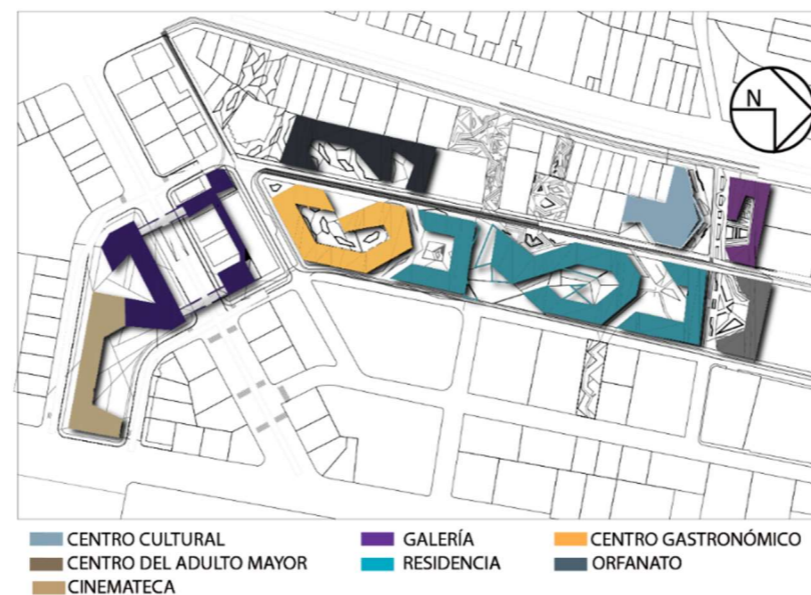 N
CENTRO CULTURAL
GALERÍA
CENTRO GASTRONÓMICO
CENTRO DEL ADULTO MAYOR
RESIDENCIA
ORFANATO
CINEMATECA